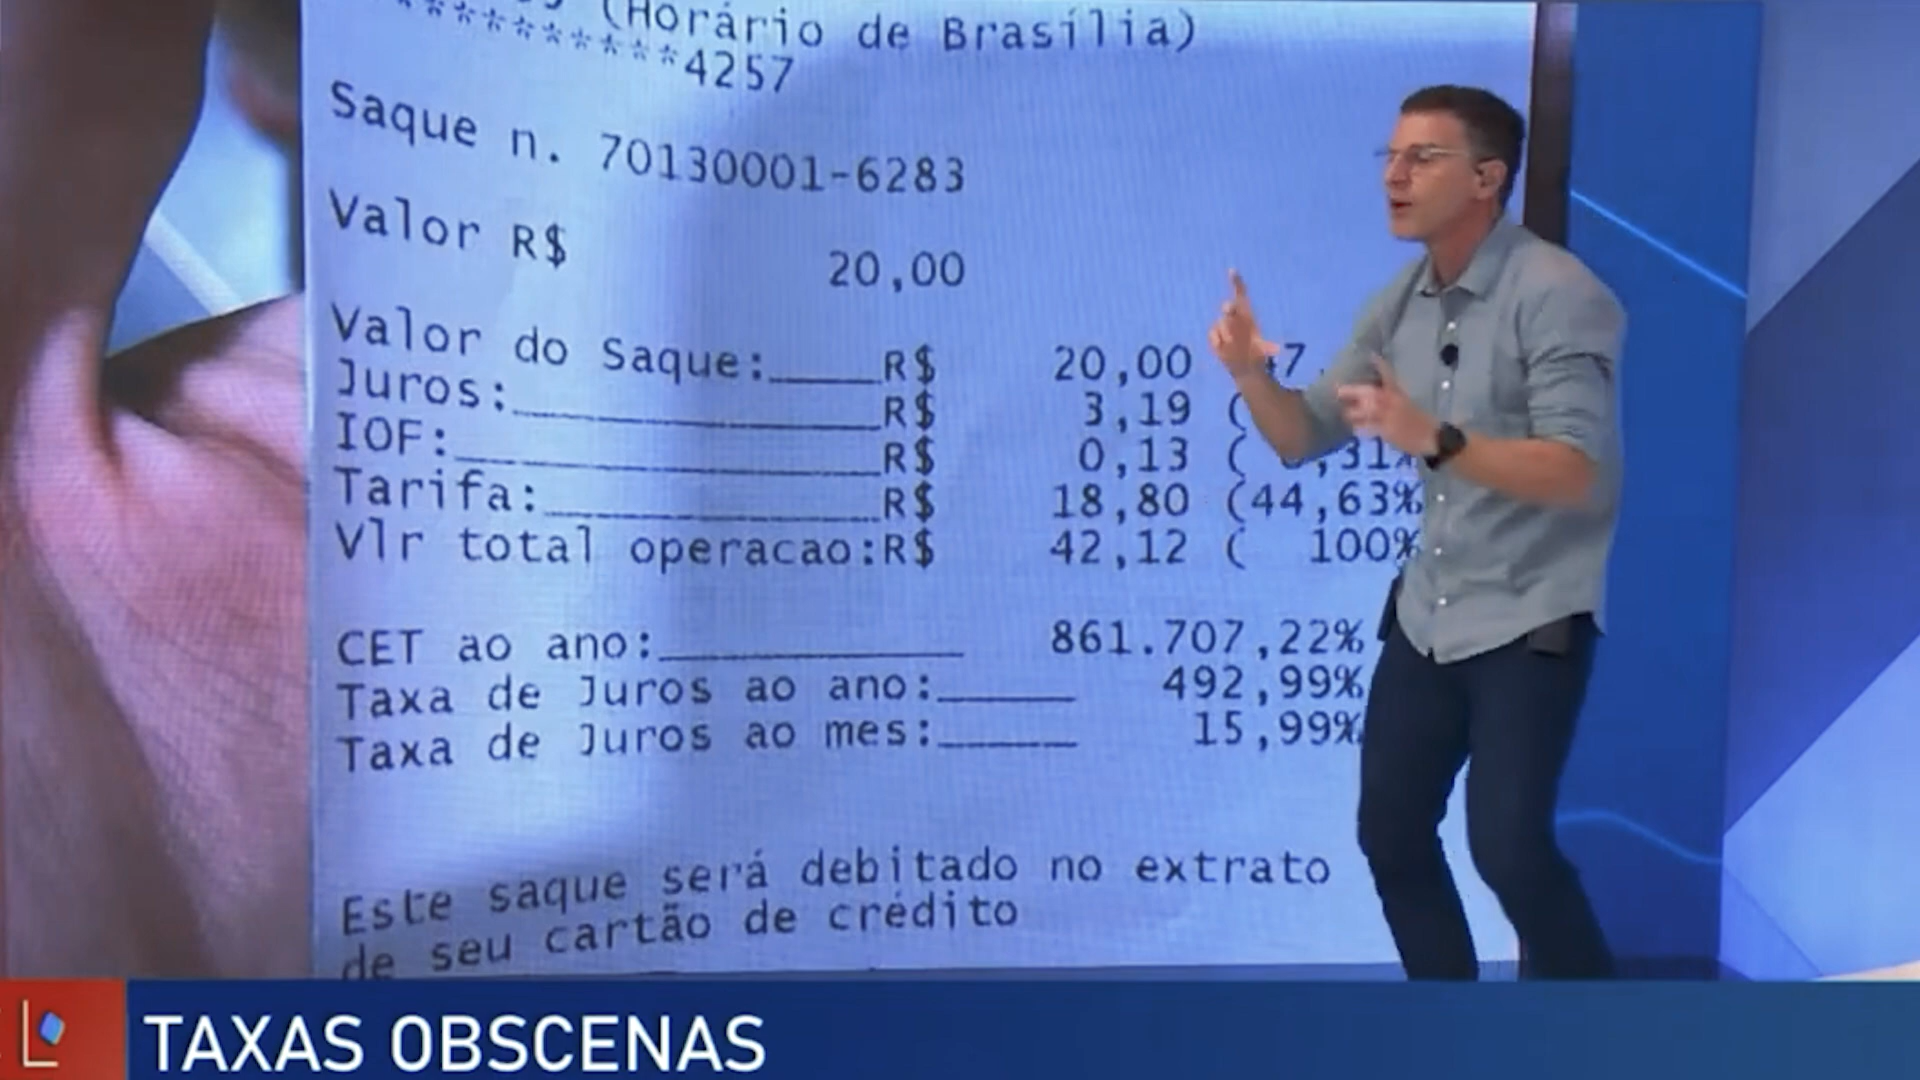 (Horário de Brasília)
**********4257
Saque n. 70130001-6283
Valor R$
20,00
Valor do Saque:____R$ 20,00
Juros:____________R$ 3,19 (
IOF:______________R$ 0,13 ( ,31%
Tarifa:___________R$ 18,80 (44,63%
Vlr total operacao:R$ 42,12 ( 100%
CET ao ano:__________ 861.707,22%
Taxa de Juros ao ano:_____ 492,99%
Taxa de Juros ao mes:_____ 15,99%
Este saque será debitado no extrato
de seu cartão de crédito
TAXAS OBSCENAS